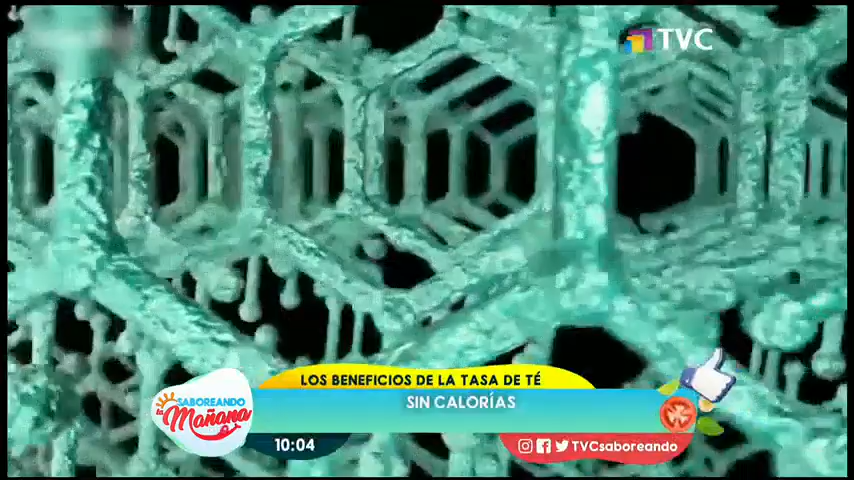 TVC
LOS BENEFICIOS DE LA TASA DE TÉ
SIN CALORÍAS
SABOREANDO
Mañana
10:04
TVCsaboreando